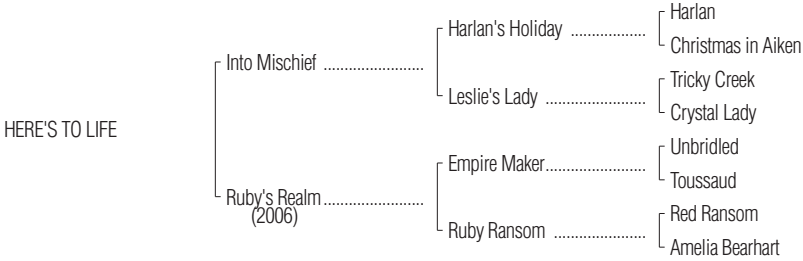 Harlan
Harlan's Holiday ..................
Christmas in Aiken
Into Mischief ........................
Tricky Creek
Leslie's Lady ........................
Crystal Lady
HERE'S TO LIFE
Unbridled
Empire Maker........................
Toussaud
Ruby's Realm........................
(2006)
Red Ransom
Ruby Ransom ......................
Amelia Bearhart